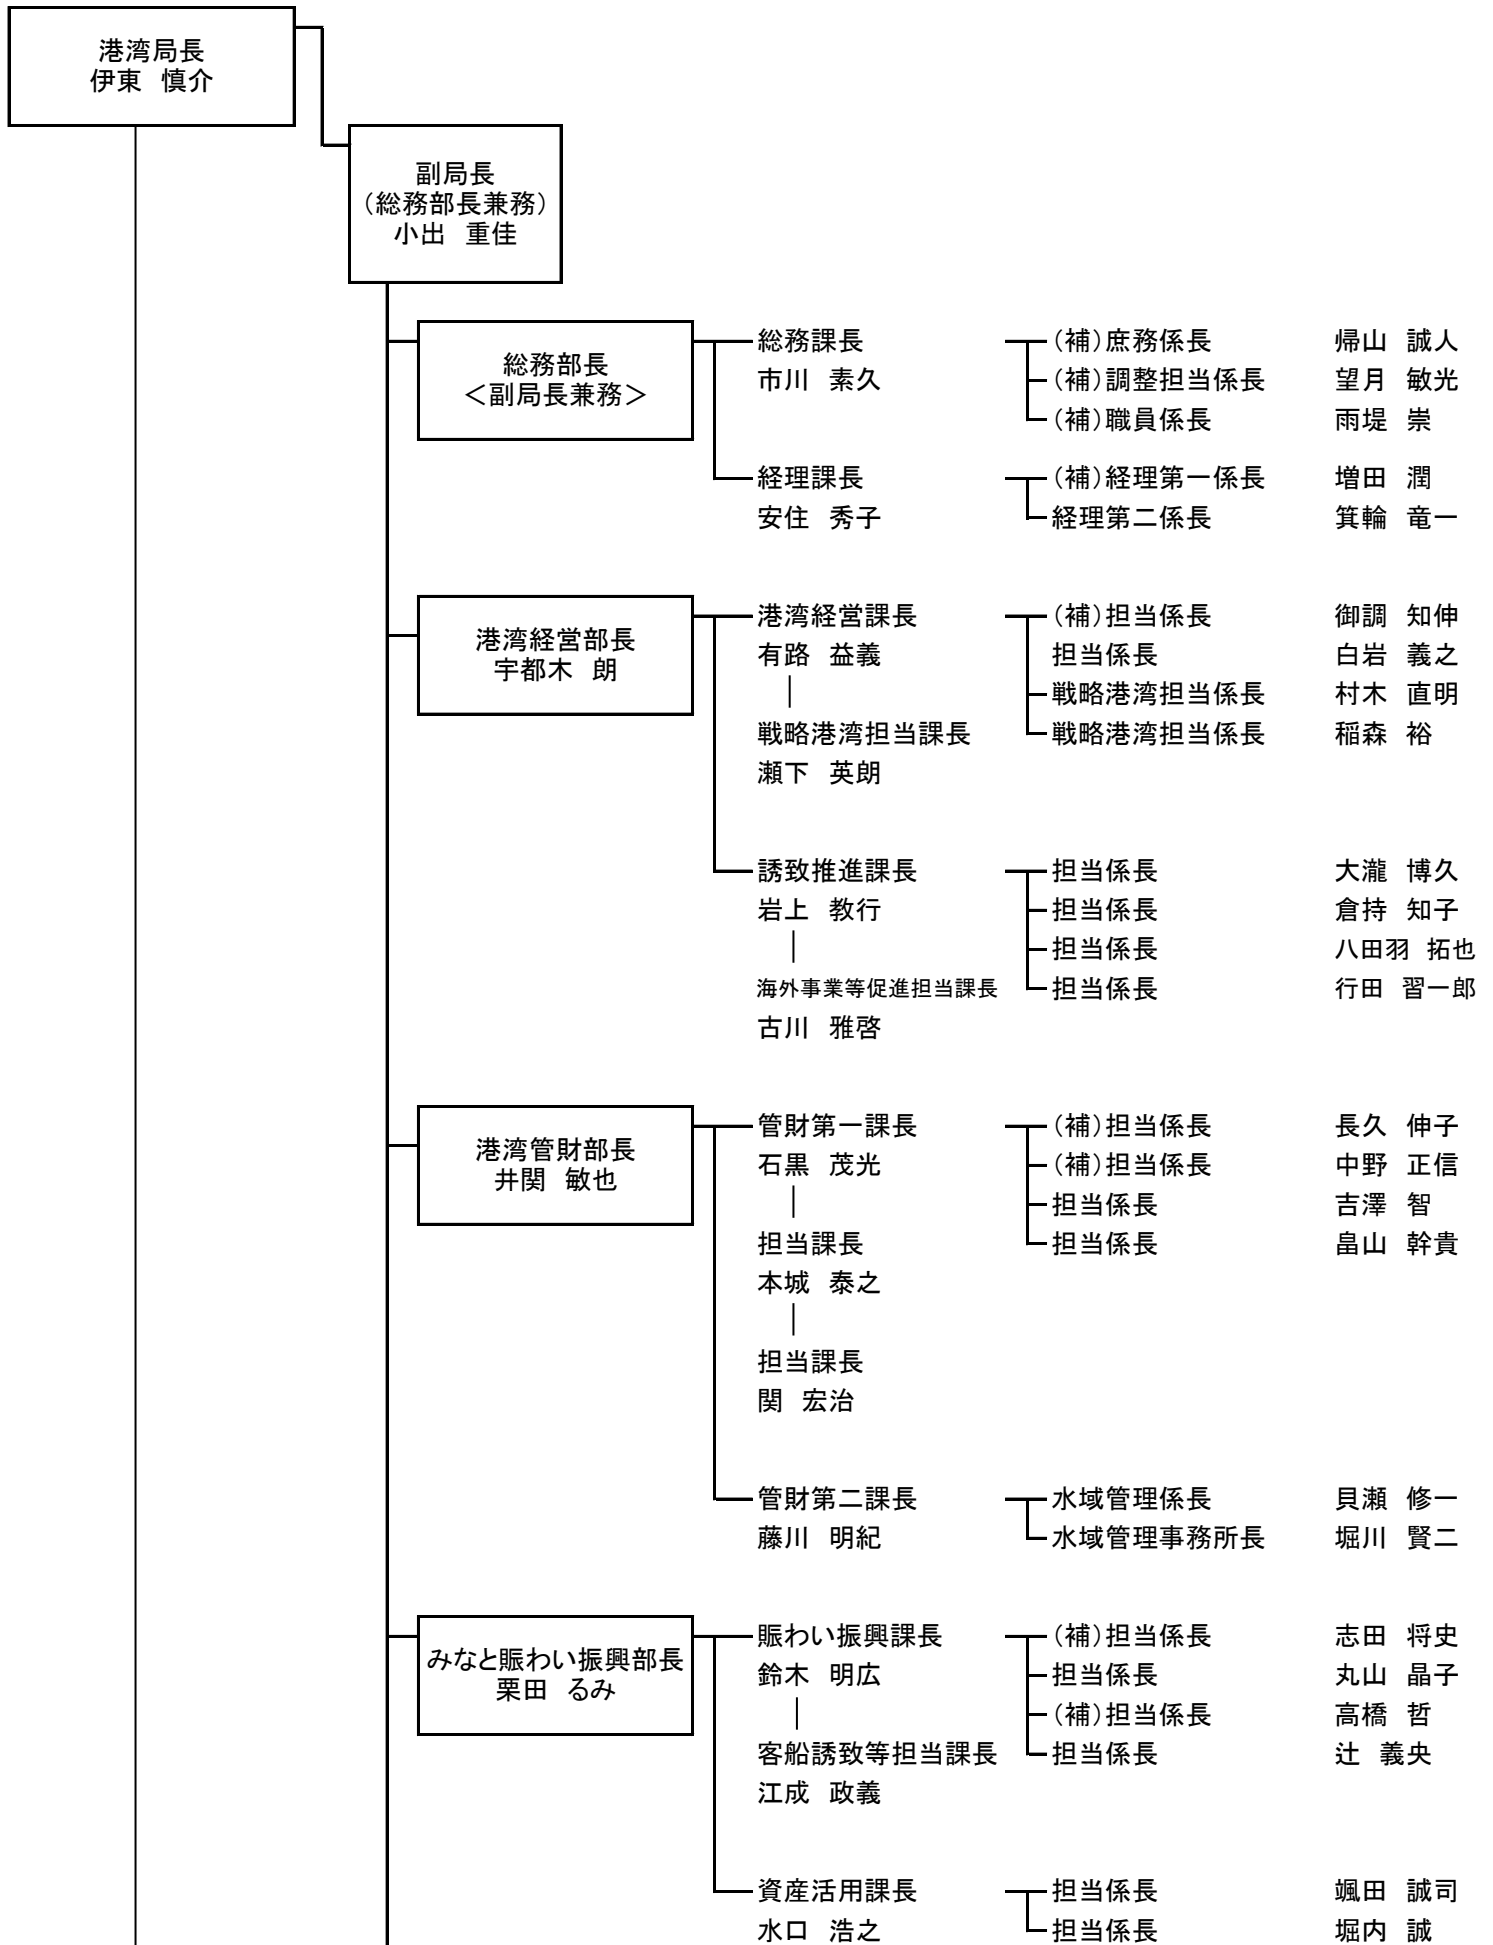 港湾局長
伊東　慎介
副局長
（総務部長兼務）
小出　重佳
総務部長
＜副局長兼務＞
総務課長　（補）庶務係長　帰山　誠人
市川　素久　（補）調整担当係長　望月　敏光
（補）職員係長　雨堤　崇
経理課長　（補）経理第一係長　増田　潤
安住　秀子　経理第二係長　箕輪　竜一
港湾経営部長
宇都木　朗
港湾経営課長　（補）担当係長　御調　知伸
有路　益義　担当係長　白岩　義之
戦略港湾担当係長　村木　直明
戦略港湾担当課長　戦略港湾担当係長　稲森　裕
瀬下　英朗
誘致推進課長　担当係長　大瀧　博久
岩上　教行　担当係長　倉持　知子
担当係長　八田羽　拓也
海外事業等促進担当課長　担当係長　行田　習一郎
古川　雅啓
港湾管財部長
井関　敏也
管財第一課長　（補）担当係長　長久　伸子
石黒　茂光　（補）担当係長　中野　正信
担当係長　吉澤　智
担当課長　担当係長　畠山　幹貴
本城　泰之
担当課長
関　宏治
管財第二課長　水域管理係長　貝瀬　修一
藤川　明紀　水域管理事務所長　堀川　賢二
みなと賑わい振興部長
栗田　るみ
賑わい振興課長　（補）担当係長　志田　将史
鈴木　明広　担当係長　丸山　晶子
（補）担当係長　高橋　哲
客船誘致等担当課長　担当係長　辻　義央
江成　政義
資産活用課長　担当係長　颯田　誠司
水口　浩之　担当係長　堀内　誠